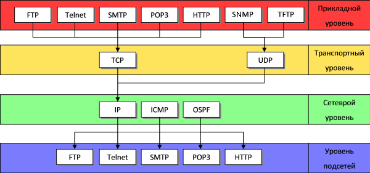 FTP Telnet SMTP POP3 HTTP SNMP TFTP
Прикладной
уровень
TCP UDP
Транспортный
уровень
IP ICMP OSPF
Сетеврой
уровень
FTP Telnet SMTP POP3 HTTP
Уровень
подсетей